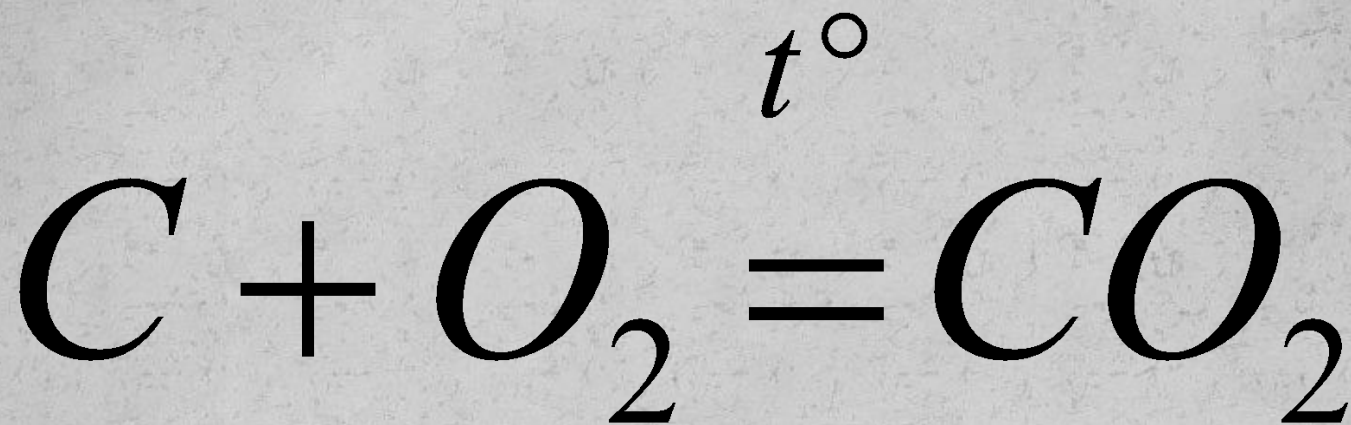 t°
C + O₂ = CO₂